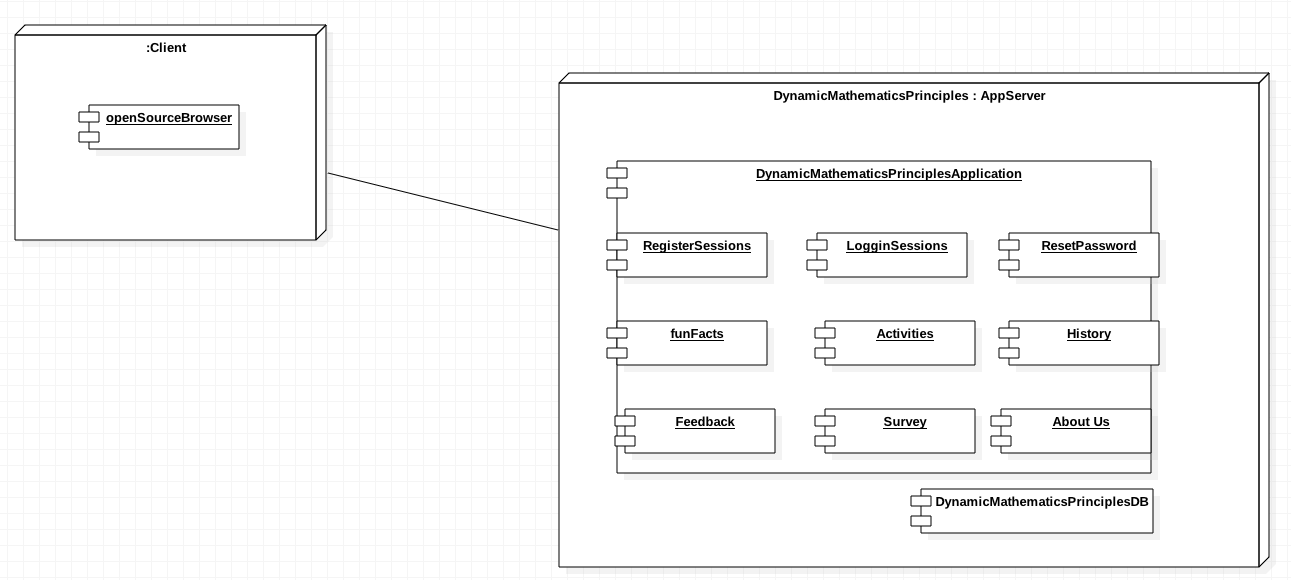 :Client
openSourceBrowser
DynamicMathematicsPrinciples : AppServer
DynamicMathematicsPrinciplesApplication
RegisterSessions
LogginSessions
ResetPassword
funFacts
Activities
History
Feedback
Survey
About Us
DynamicMathematicsPrinciplesDB